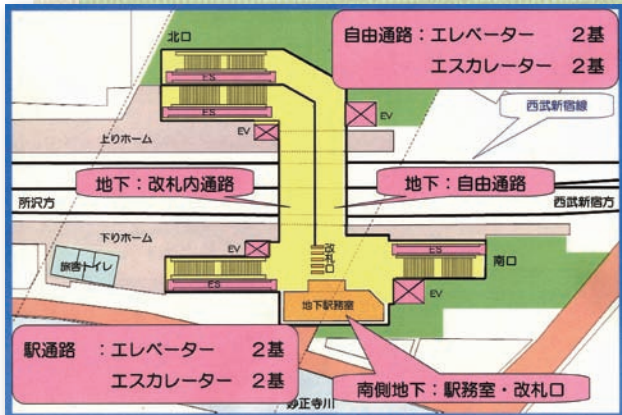 北口
自由通路:エレベーター 2基
エスカレーター 2基
ES
ES
EV
EV
西武新宿線
上りホーム
地下:改札内通路
地下:自由通路
所沢方
西武新宿方
下りホーム
EV
改札口
ES
旅客トイレ
南口
ES
EV
地下駅務室
駅通路 :エレベーター 2基
エスカレーター 2基
南側地下:駅務室・改札口
妙正寺川